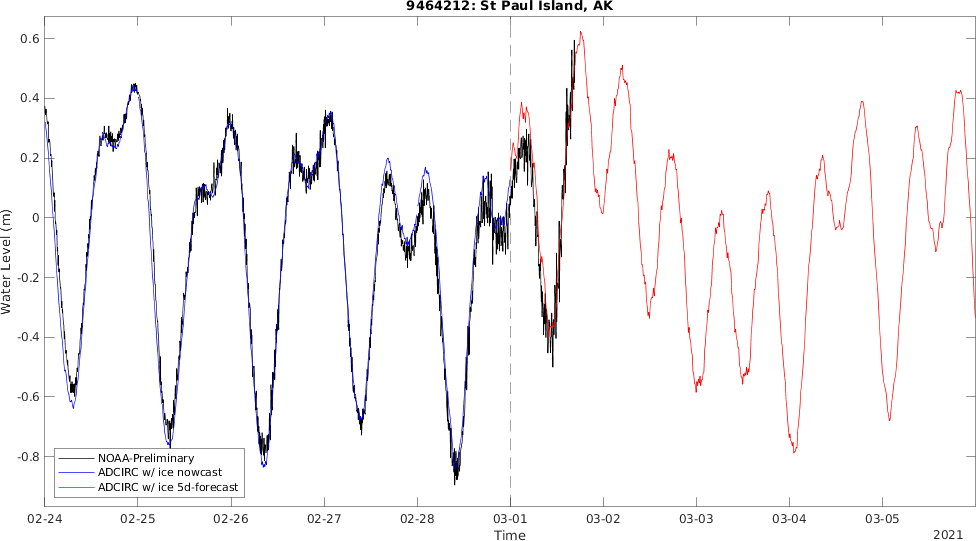 9464212: St Paul Island, AK
Water Level (m)
0.6
0.4
0.2
0
-0.2
-0.4
-0.6
-0.8
NOAA-Preliminary
ADCIRC w/ ice nowcast
ADCIRC w/ ice 5d-forecast
02-24 02-25 02-26 02-27 02-28 03-01 03-02 03-03 03-04 03-05
Time
2021